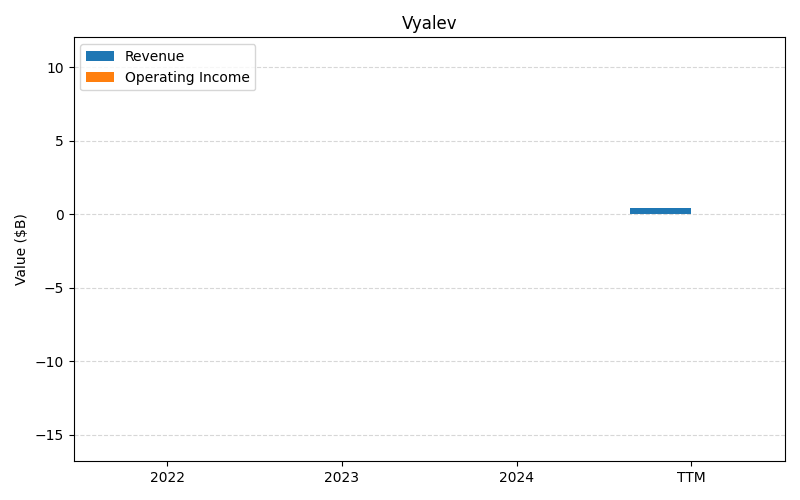 Vyalev
Revenue
Operating Income
Value ($B)
10
5
0
−5
−10
−15
2022
2023
2024
TTM